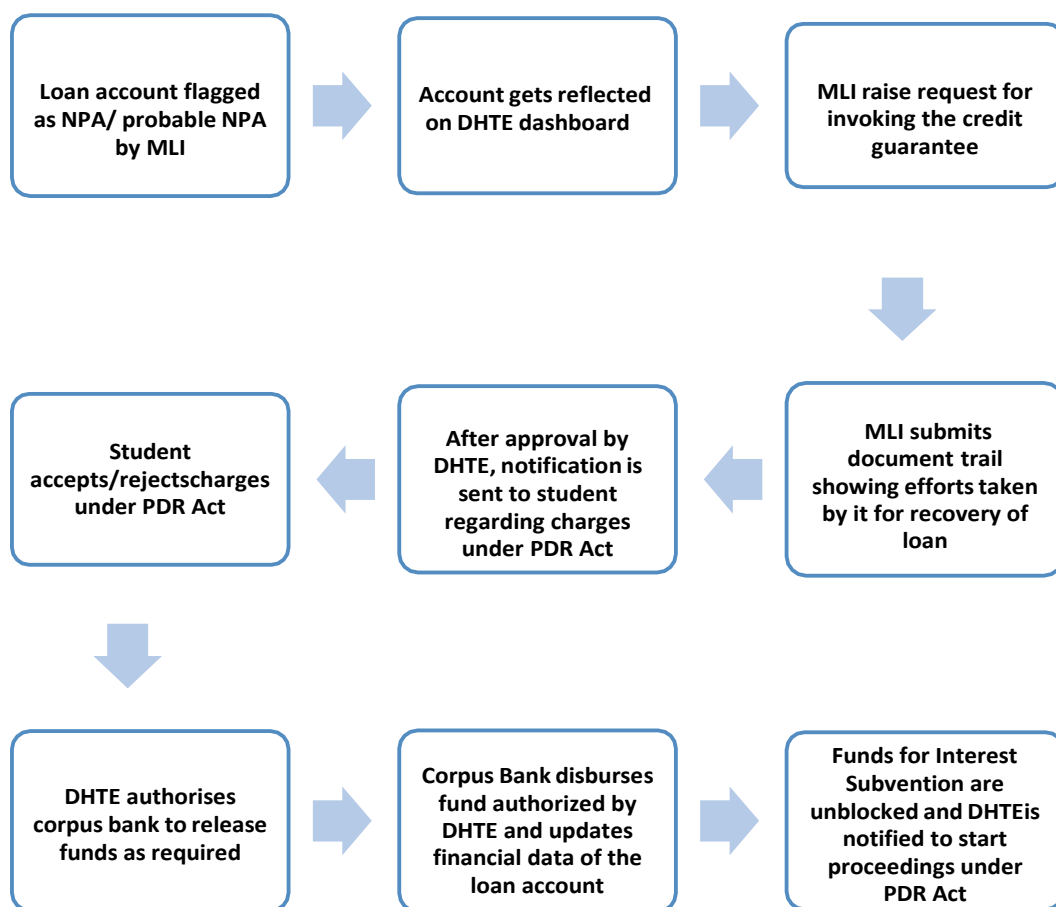 Loan account flagged
as NPA/ probable NPA
by MLI
Account gets reflected
on DHTE dashboard
MLI raise request for
invoking the credit
guarantee
MLI submits
document trail
showing efforts taken
by it for recovery of
loan
After approval by
DHTE, notification is
sent to student
regarding charges
under PDR Act
Student
accepts/rejectscharges
under PDR Act
DHTE authorises
corpus bank to release
funds as required
Corpus Bank disburses
fund authorized by
DHTE and updates
financial data of the
loan account
Funds for Interest
Subvention are
unblocked and DHTEis
notified to start
proceedings under
PDR Act